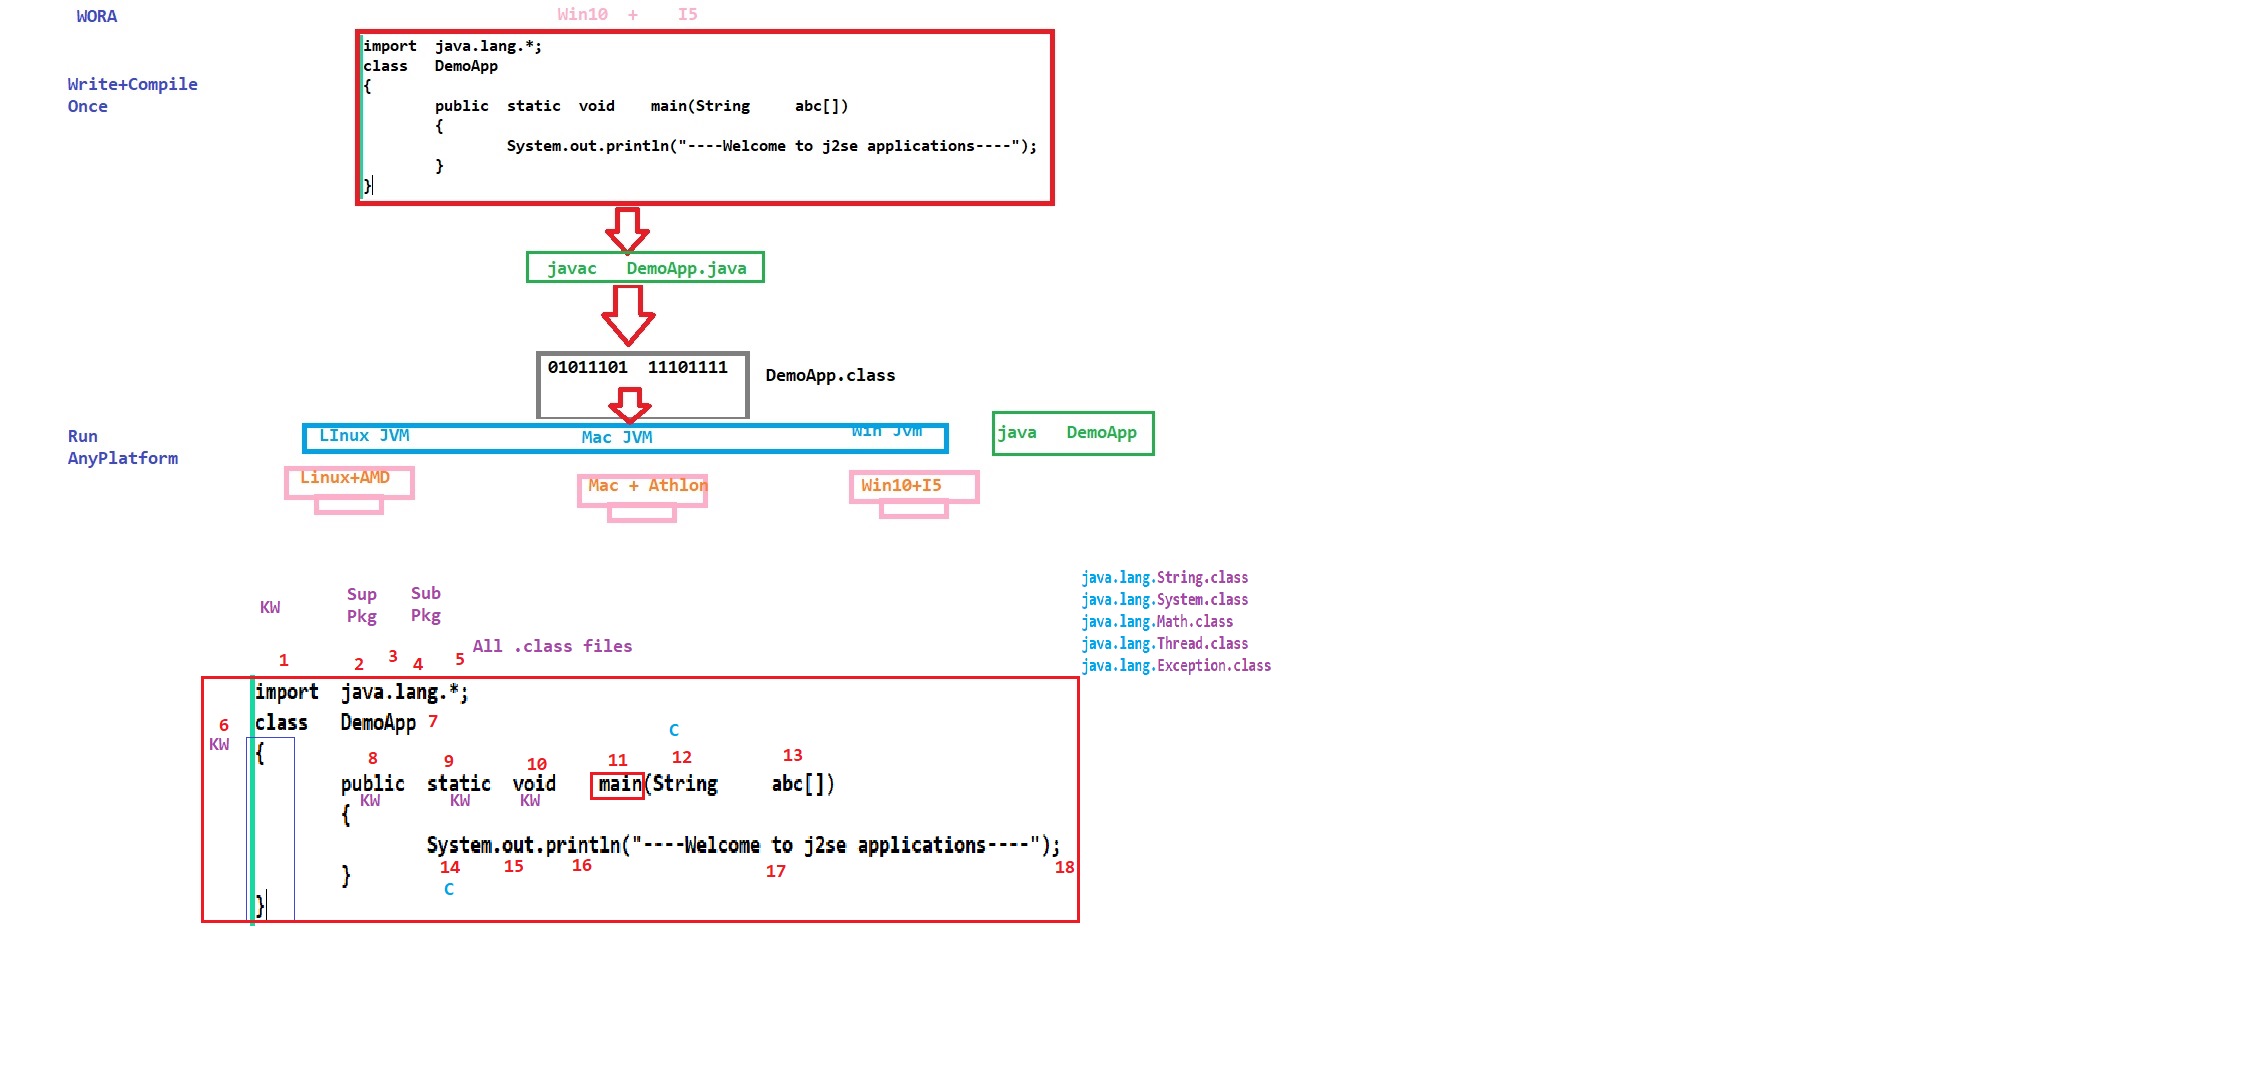 WORA
Win10 + I5
import java.lang.*;
class DemoApp
{
public static void main(String abc[])
{
System.out.println("----Welcome to j2se applications----");
}
}
Write+Compile
Once
javac DemoApp.java
01011101 11101111
DemoApp.class
Run
AnyPlatform
LInux JVM
Mac JVM
Win Jvm
java DemoApp
Linux+AMD
Mac + Athlon
Win10+I5
java.lang.String.class
java.lang.System.class
java.lang.Math.class
java.lang.Thread.class
java.lang.Exception.class
KW
Sup
Pkg
Sub
Pkg
All .class files
1
2
3
4
5
import java.lang.*;
6
KW
class DemoApp 7
{
C
8
9
10
11
12
13
public static void main(String abc[])
KW
KW
KW
{
System.out.println("----Welcome to j2se applications----");
14
15
16
17
18
C
}
}